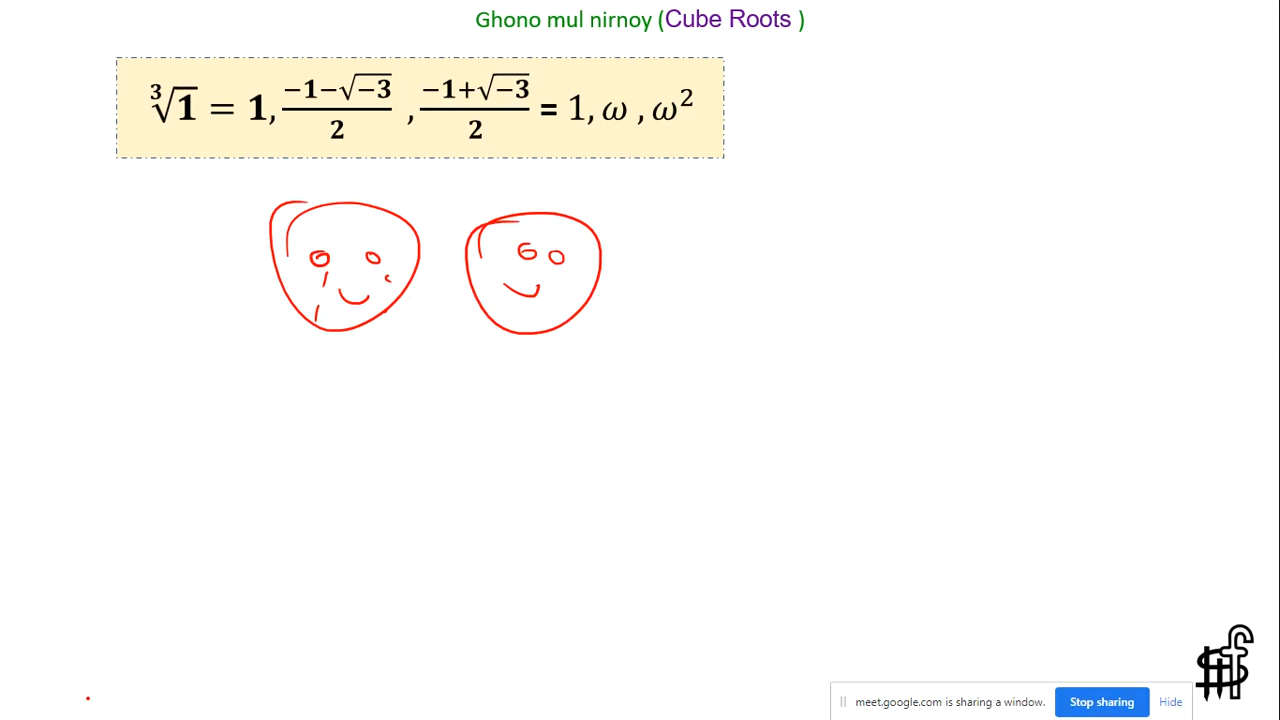 Ghono mul nirnoy (Cube Roots )
∛1 = 1, (−1−√−3)/2 , (−1+√−3)/2 = 1, ω , ω²
meet.google.com is sharing a window. Stop sharing Hide